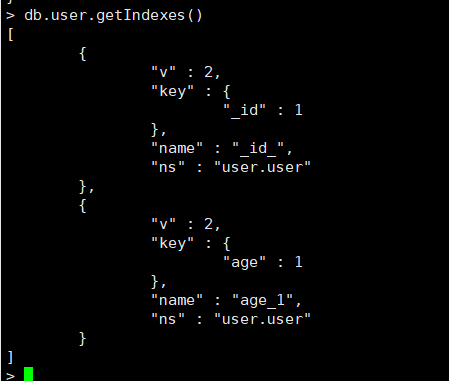 }
> db.user.getIndexes()
[
        {
                "v" : 2,
                "key" : {
                        "_id" : 1
                },
                "name" : "_id_",
                "ns" : "user.user"
        },
        {
                "v" : 2,
                "key" : {
                        "age" : 1
                },
                "name" : "age_1",
                "ns" : "user.user"
        }
]
>